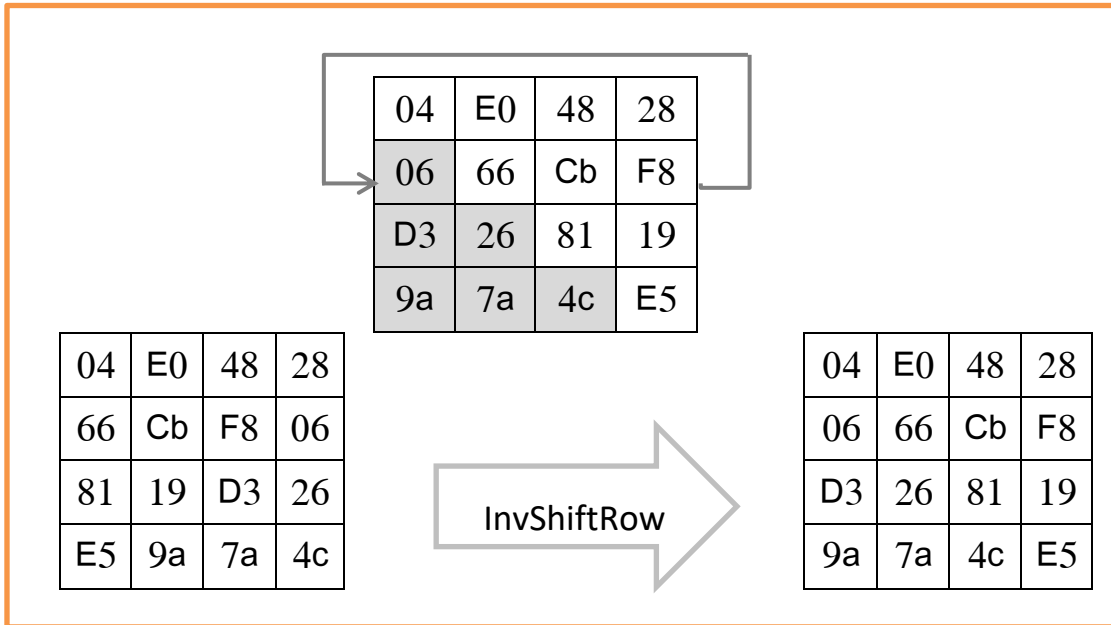 04 E0 48 28
06 66 Cb F8
D3 26 81 19
9a 7a 4c E5
04 E0 48 28
66 Cb F8 06
81 19 D3 26
E5 9a 7a 4c
InvShiftRow
04 E0 48 28
06 66 Cb F8
D3 26 81 19
9a 7a 4c E5